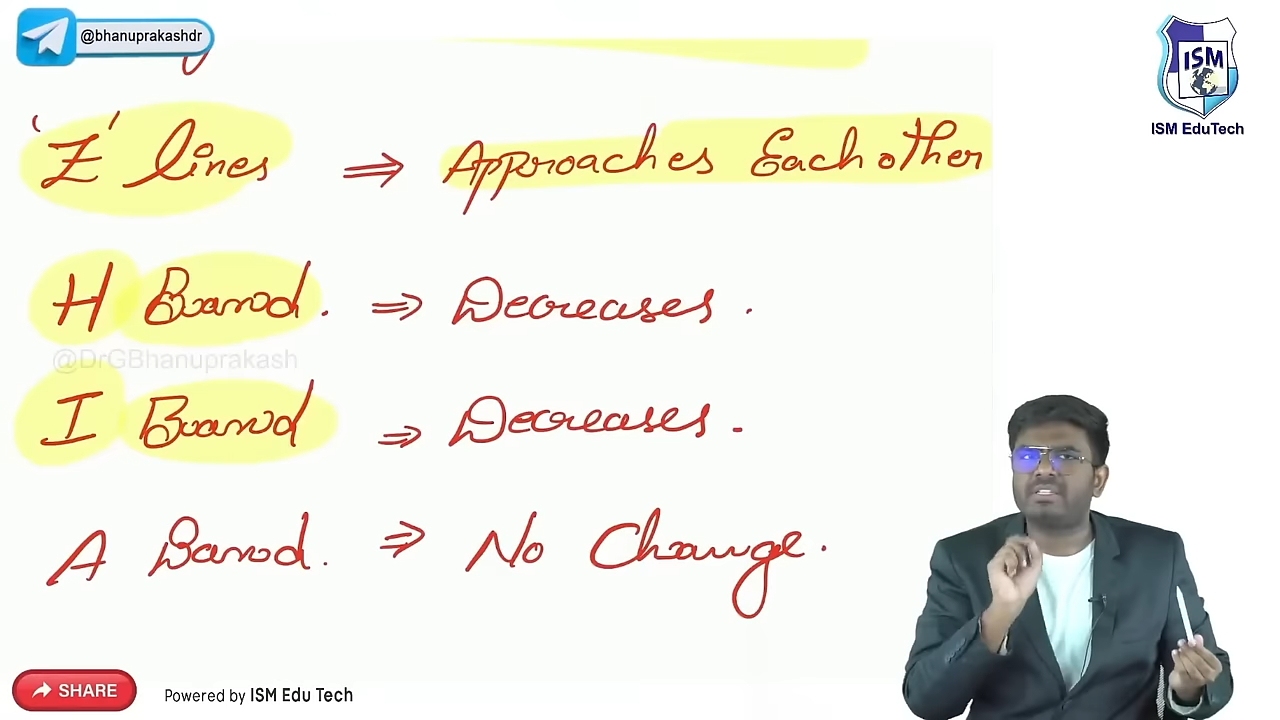 @bhanuprakashdr
ISM
ISM EduTech
'Z' lines ⇒ Approaches Each other
H Band. ⇒ Decreases.
@DrGBhanuprakash
I Band ⇒ Decreases.
A Band. ⇒ No Change.
SHARE
Powered by ISM Edu Tech